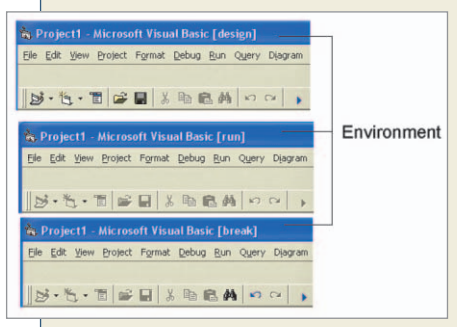 Project1 - Microsoft Visual Basic [design]
File Edit View Project Format Debug Run Query Diagram
Project1 - Microsoft Visual Basic [run]
File Edit View Project Format Debug Run Query Diagram
Environment
Project1 - Microsoft Visual Basic [break]
File Edit View Project Format Debug Run Query Diagram